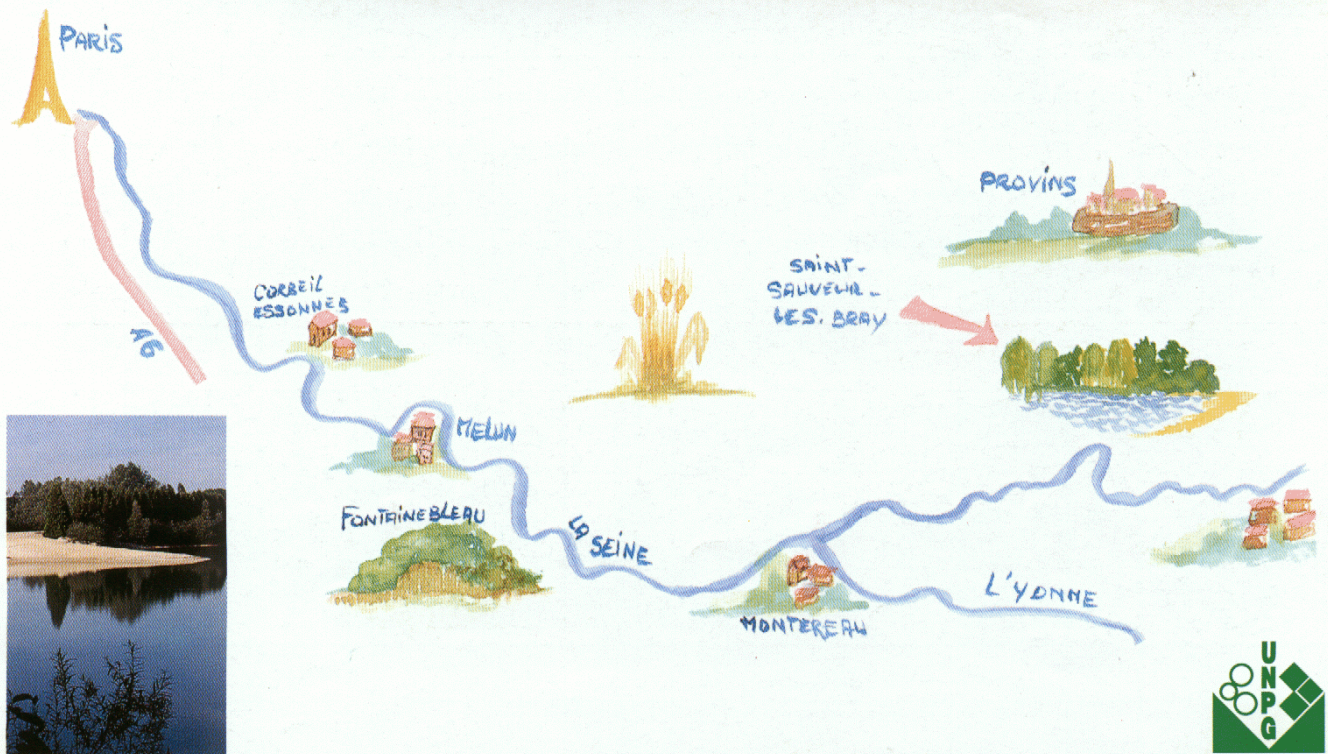 PARIS
PROVINS
SAINT-
SAUVEUR-
LES-BRAY
CORBEIL
ESSONNES
A6
MELUN
FONTAINEBLEAU
LA SEINE
L'YONNE
MONTEREAU
UNPG